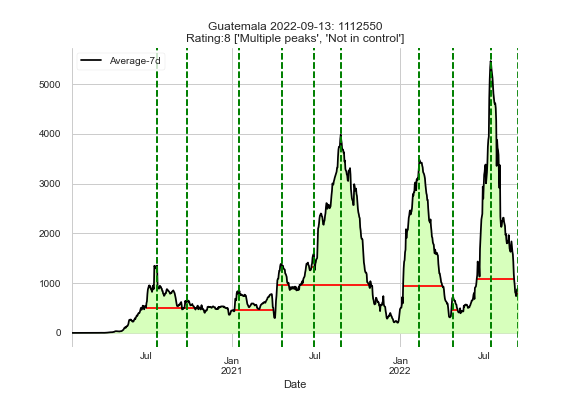 Guatemala 2022-09-13: 1112550
Rating:8 ['Multiple peaks', 'Not in control']
Average-7d
5000
4000
3000
2000
1000
0
Jul
Jan
2021
Jul
Jan
2022
Jul
Date